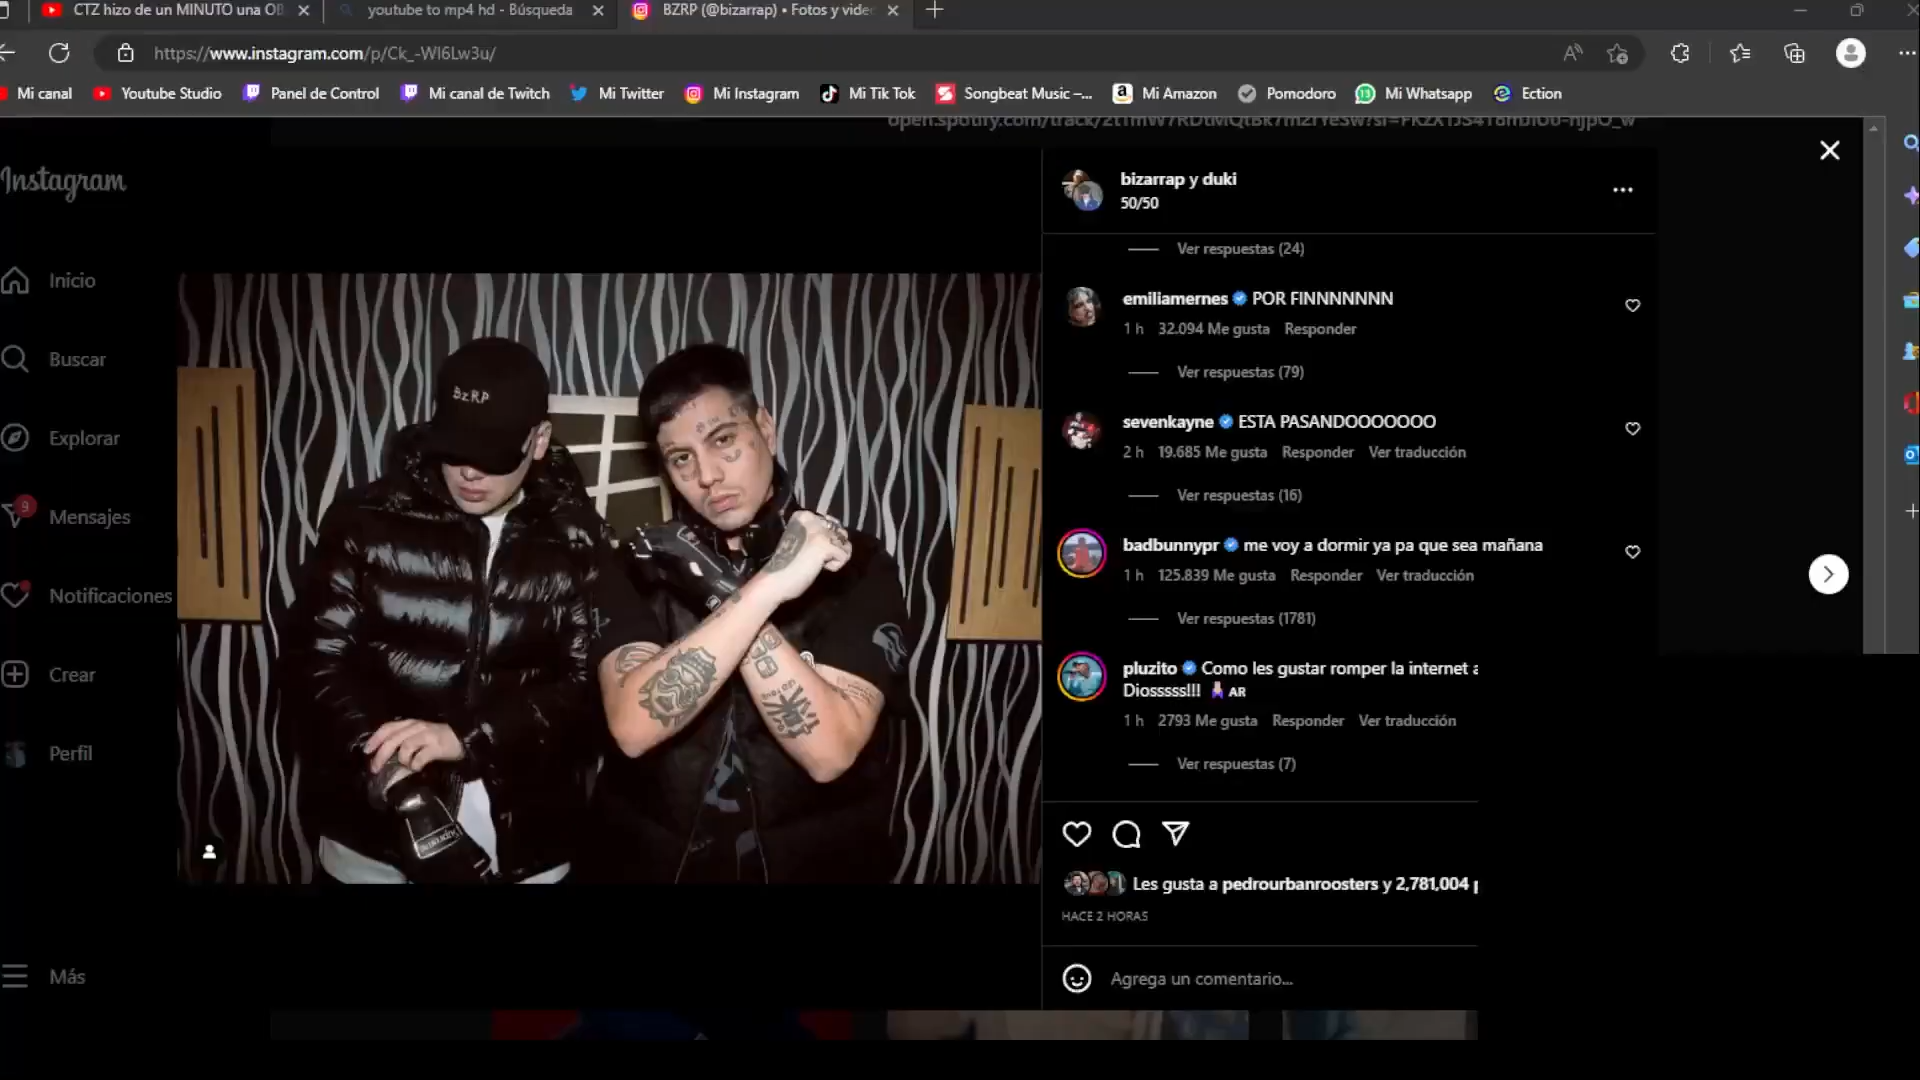 CTZ hizo de un MINUTO una OB
youtube to mp4 hd - Búsqueda
BZRP (@bizarrap) • Fotos y vide
https://www.instagram.com/p/Ck_-Wl6Lw3u/
Mi canal
Youtube Studio
Panel de Control
Mi canal de Twitch
Mi Twitter
Mi Instagram
Mi Tik Tok
Songbeat Music –...
Mi Amazon
Pomodoro
13
Mi Whatsapp
Ection
Instagram
Inicio
Buscar
Explorar
9
Mensajes
Notificaciones
Crear
Perfil
Más
BzRP
bizarrap y duki
50/50
Ver respuestas (24)
emiliamernes POR FINNNNNNN
1 h 32.094 Me gusta Responder
Ver respuestas (79)
sevenkayne ESTA PASANDOOOOOOO
2 h 19.685 Me gusta Responder Ver traducción
Ver respuestas (16)
badbunnypr me voy a dormir ya pa que sea mañana
1 h 125.839 Me gusta Responder Ver traducción
Ver respuestas (1781)
pluzito Como les gustar romper la internet a
Diosssss!!! AR
1 h 2793 Me gusta Responder Ver traducción
Ver respuestas (7)
Les gusta a pedrourbanroosters y 2,781,004 p
HACE 2 HORAS
Agrega un comentario...